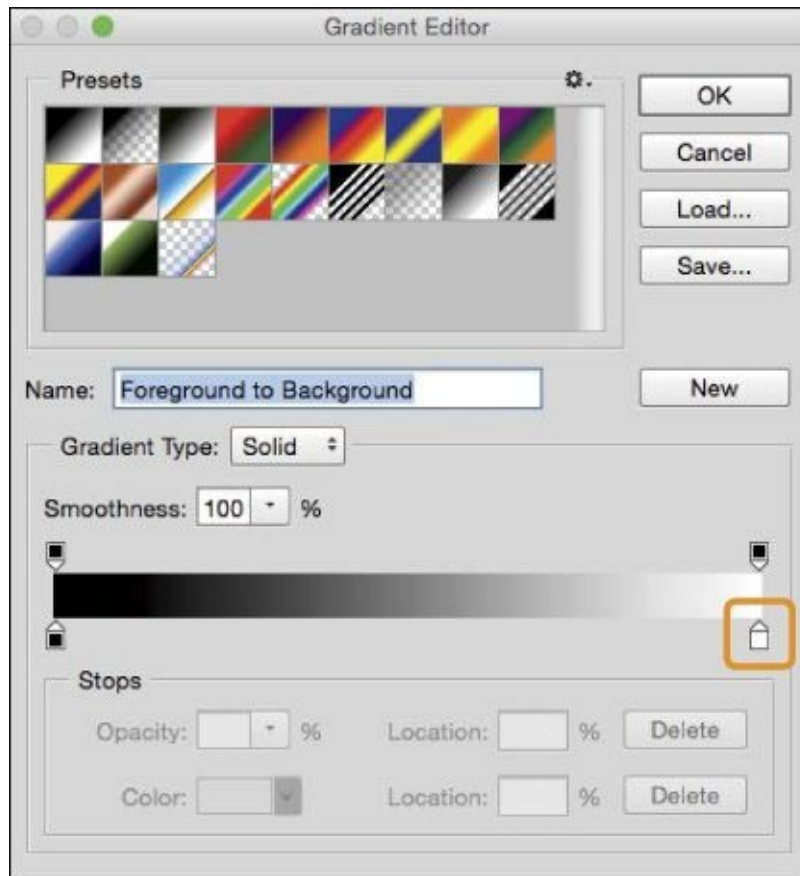 Gradient Editor
Presets
OK
Cancel
Load...
Save...
Name: Foreground to Background
New
Gradient Type: Solid
Smoothness: 100 %
Stops
Opacity: % Location: % Delete
Color: Location: % Delete